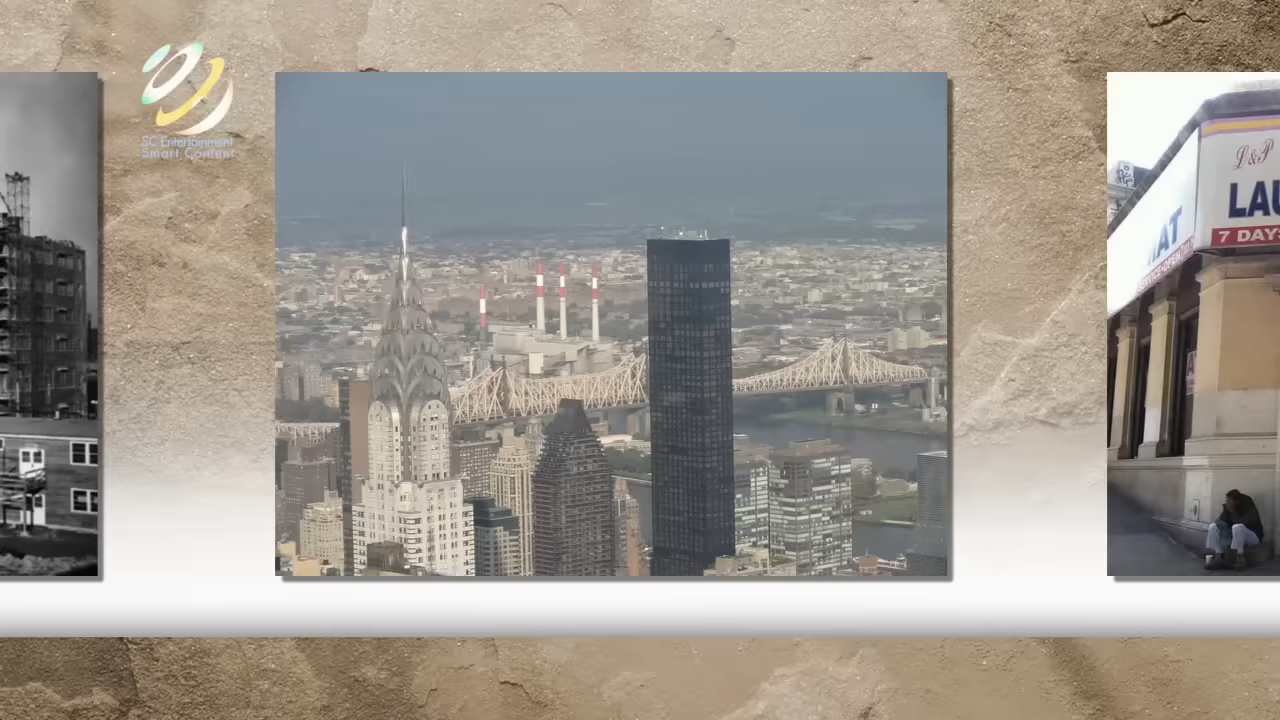 SC Entertainment
Smart Content
L&P
LAU
7 DAYS
AT